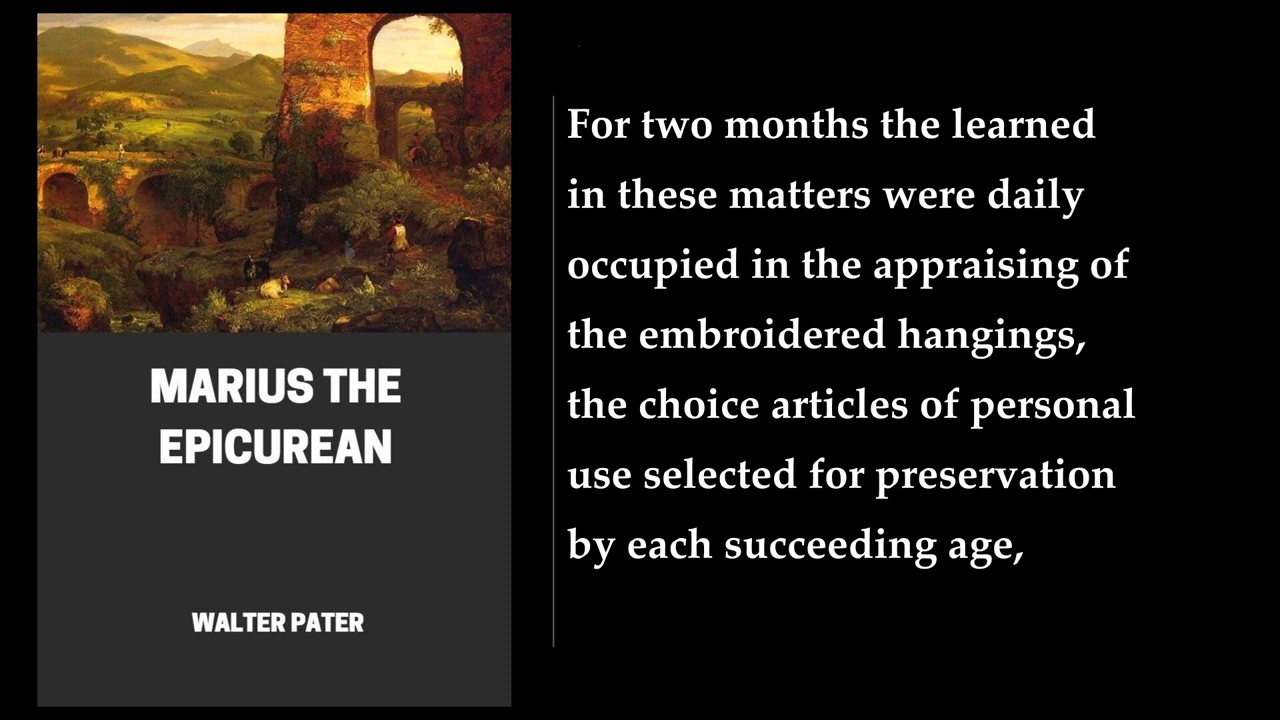 MARIUS THE
EPICUREAN
WALTER PATER
For two months the learned
in these matters were daily
occupied in the appraising of
the embroidered hangings,
the choice articles of personal
use selected for preservation
by each succeeding age,